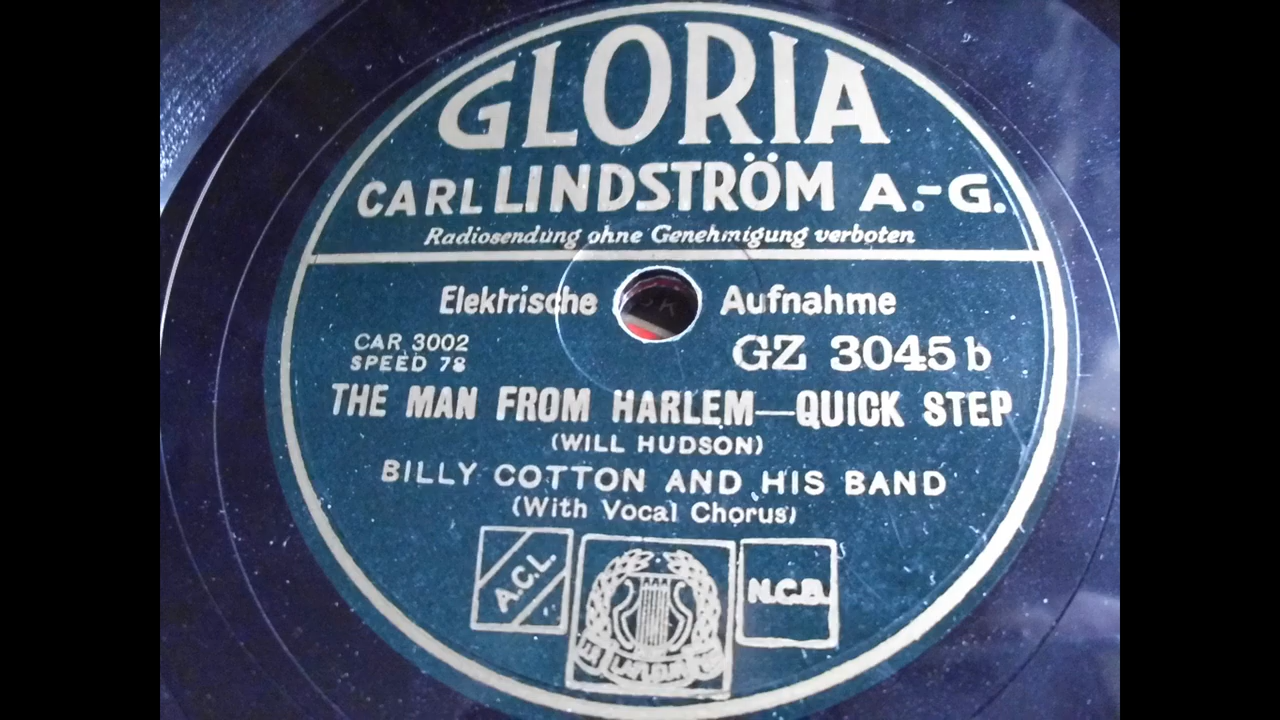 GLORIA
CARL LINDSTRÖM A.-G.
Radiosendung ohne Genehmigung verboten
Elektrische Aufnahme
CAR 3002
GZ 3045 b
SPEED 78
THE MAN FROM HARLEM—QUICK STEP
(WILL HUDSON)
BILLY COTTON AND HIS BAND
(With Vocal Chorus)
A.C.L.
N.C.B.